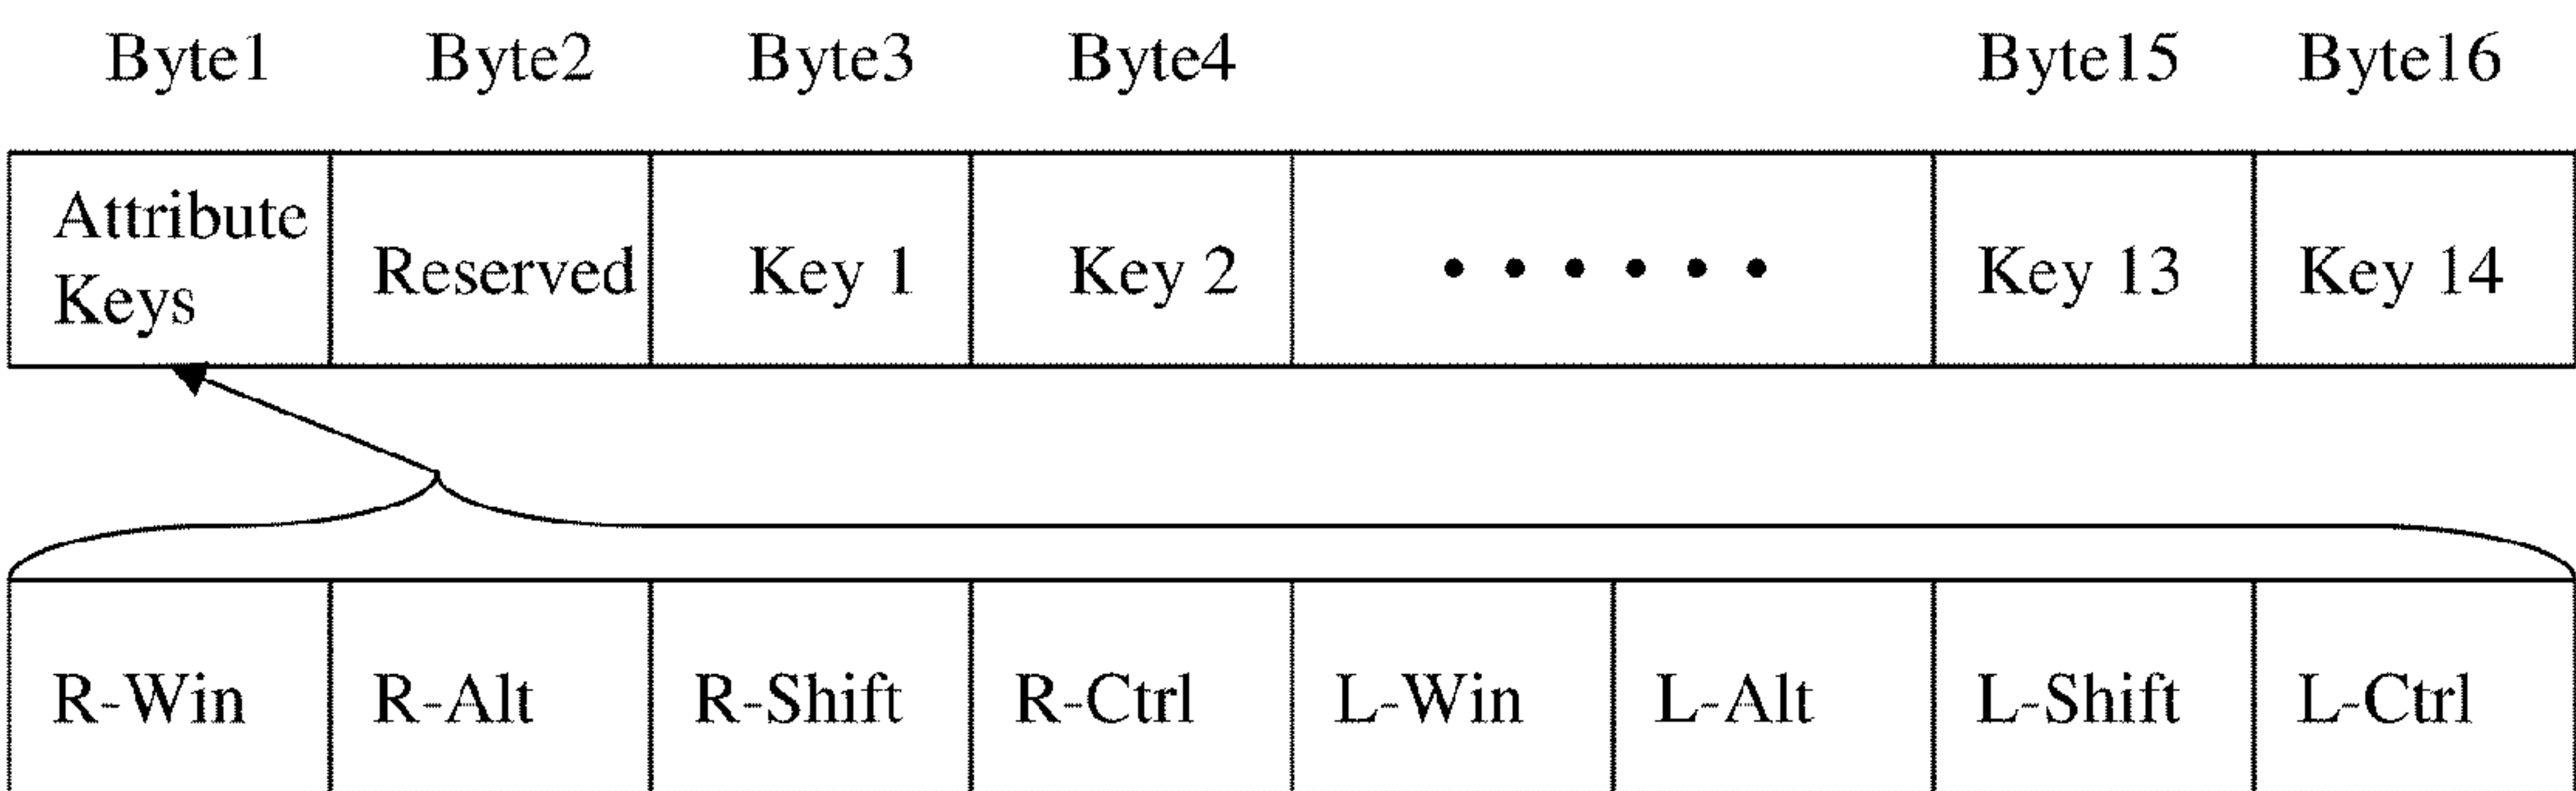 Byte1 Byte2 Byte3 Byte4 Byte15 Byte16
Attribute
Keys
Reserved Key 1 Key 2 • • • • • • Key 13 Key 14
R-Win R-Alt R-Shift R-Ctrl L-Win L-Alt L-Shift L-Ctrl